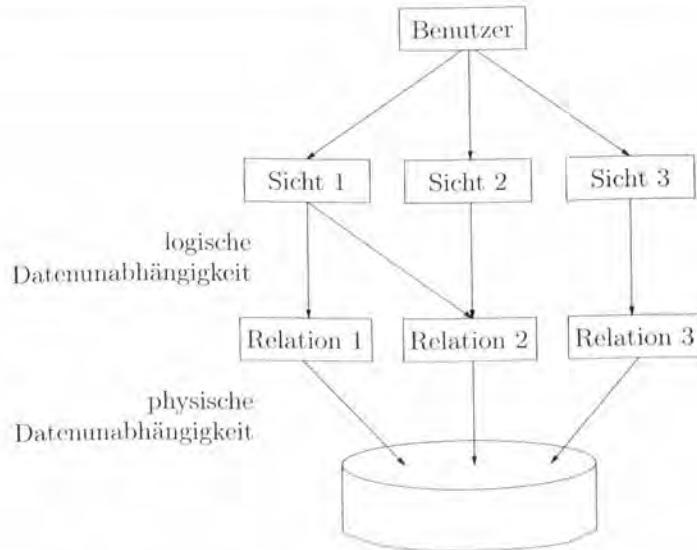 Benutzer
Sicht 1
Sicht 2
Sicht 3
logische
Datenunabhängigkeit
Relation 1
Relation 2
Relation 3
physische
Datenunabhängigkeit